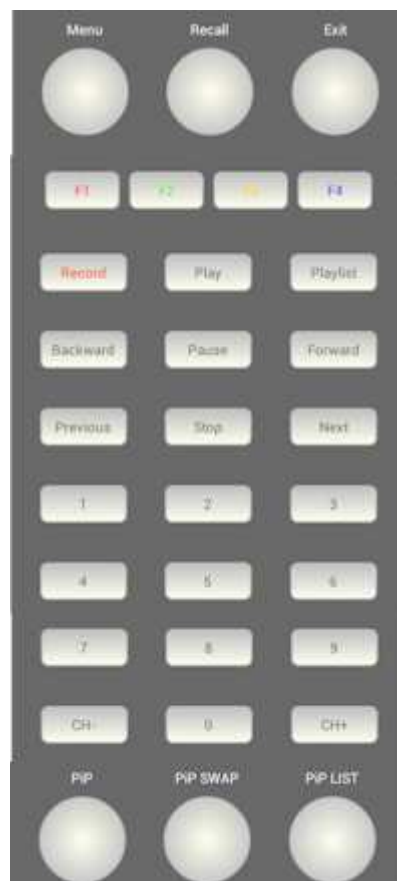 Menu Recall Exit
F1 F2 F3 F4
Record Play Playlist
Backward Pause Forward
Previous Stop Next
1 2 3
4 5 6
7 8 9
CH- 0 CH+
PiP PiP SWAP PiP LIST